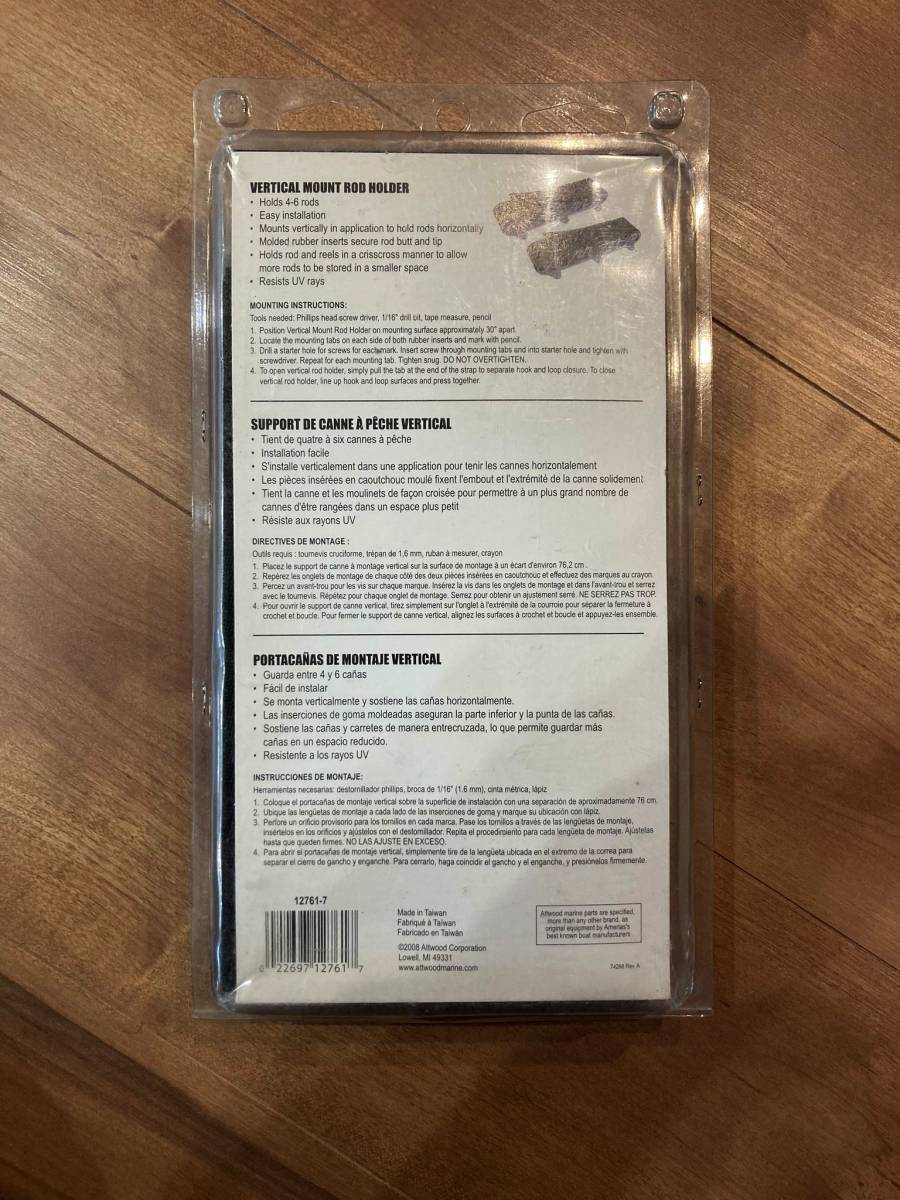 VERTICAL MOUNT ROD HOLDER
• Holds 4-6 rods
• Easy installation
• Mounts vertically in application to hold rods horizontally
• Molded rubber inserts secure rod butt and tip
• Holds rod and reels in a crisscross manner to allow
more rods to be stored in a smaller space
• Resists UV rays
MOUNTING INSTRUCTIONS:
Tools needed: Phillips head screw driver, 1/16" drill bit, tape measure, pencil
1. Position Vertical Mount Rod Holder on mounting surface approximately 30" apart.
2. Locate the mounting tabs on each side of both rubber inserts and mark with pencil.
3. Drill a starter hole for screws for each mark. Insert screw through mounting tabs and into starter hole and tighten with
screwdriver. Repeat for each mounting tab. Tighten snug. DO NOT OVERTIGHTEN.
4. To open vertical rod holder, simply pull the tab at the end of the strap to separate hook and loop closure. To close
vertical rod holder, line up hook and loop surfaces and press together.
SUPPORT DE CANNE À PÊCHE VERTICAL
• Tient de quatre à six cannes à pêche
• Installation facile
• S'installe verticalement dans une application pour tenir les cannes horizontalement
• Les pièces insérées en caoutchouc moulé fixent l'embout et l'extrémité de la canne solidement
• Tient la canne et les moulinets de façon croisée pour permettre à un plus grand nombre de
cannes d'être rangées dans un espace plus petit
• Résiste aux rayons UV
DIRECTIVES DE MONTAGE :
Outils requis : tournevis cruciforme, trépan de 1,6 mm, ruban à mesurer, crayon
1. Placez le support de canne à montage vertical sur la surface de montage à un écart d'environ 76,2 cm.
2. Repérez les onglets de montage de chaque côté des deux pièces insérées en caoutchouc et effectuez des marques au crayon.
3. Percez un avant-trou pour les vis sur chaque marque. Insérez la vis dans les onglets de montage et dans l'avant-trou et serrez
avec le tournevis. Répétez pour chaque onglet de montage. Serrez pour obtenir un ajustement serré. NE SERREZ PAS TROP.
4. Pour ouvrir le support de canne vertical, tirez simplement sur l'onglet à l'extrémité de la courroie pour séparer la fermeture à
crochet et boucle. Pour fermer le support de canne vertical, alignez les surfaces à crochet et boucle et appuyez-les ensemble.
PORTACAÑAS DE MONTAJE VERTICAL
• Guarda entre 4 y 6 cañas
• Fácil de instalar
• Se monta verticalmente y sostiene las cañas horizontalmente.
• Las inserciones de goma moldeadas aseguran la parte inferior y la punta de las cañas.
• Sostiene las cañas y carretes de manera entrecruzada, lo que permite guardar más
cañas en un espacio reducido.
• Resistente a los rayos UV
INSTRUCCIONES DE MONTAJE:
Herramientas necesarias: destornillador phillips, broca de 1/16" (1.6 mm), cinta métrica, lápiz
1. Coloque el portacañas de montaje vertical sobre la superficie de instalación con una separación de aproximadamente 76 cm.
2. Ubique las lengüetas de montaje a cada lado de las inserciones de goma y marque su ubicación con lápiz.
3. Perfore un orificio provisorio para los tornillos en cada marca. Pase los tornillos a través de las lengüetas de montaje,
insértelos en los orificios y ajústelos con el destornillador. Repita el procedimiento para cada lengüeta de montaje. Ajústelas
hasta que queden firmes. NO LAS AJUSTE EN EXCESO.
4. Para abrir el portacañas de montaje vertical, simplemente tire de la lengüeta ubicada en el extremo de la correa para
separar el cierre de gancho y enganche. Para cerrarlo, haga coincidir el gancho y el enganche, y presiónelos firmemente.
12761-7
0 22697 12761 7
Made in Taiwan
Fabriqué à Taïwan
Fabricado en Taiwán
©2008 Attwood Corporation
Lowell, MI 49331
www.attwoodmarine.com
Attwood marine parts are specified,
more than any other brand, as
original equipment by Amerias's
best known boat manufacturers
74268 Rev A